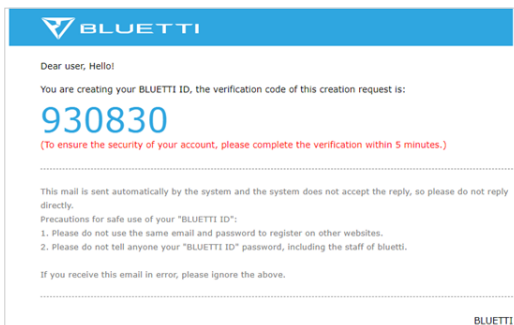 BLUETTI
Dear user, Hello!
You are creating your BLUETTI ID, the verification code of this creation request is:
930830
(To ensure the security of your account, please complete the verification within 5 minutes.)
This mail is sent automatically by the system and the system does not accept the reply, so please do not reply
directly.
Precautions for safe use of your "BLUETTI ID":
1. Please do not use the same email and password to register on other websites.
2. Please do not tell anyone your "BLUETTI ID" password, including the staff of bluetti.
If you receive this email in error, please ignore the above.
BLUETTI